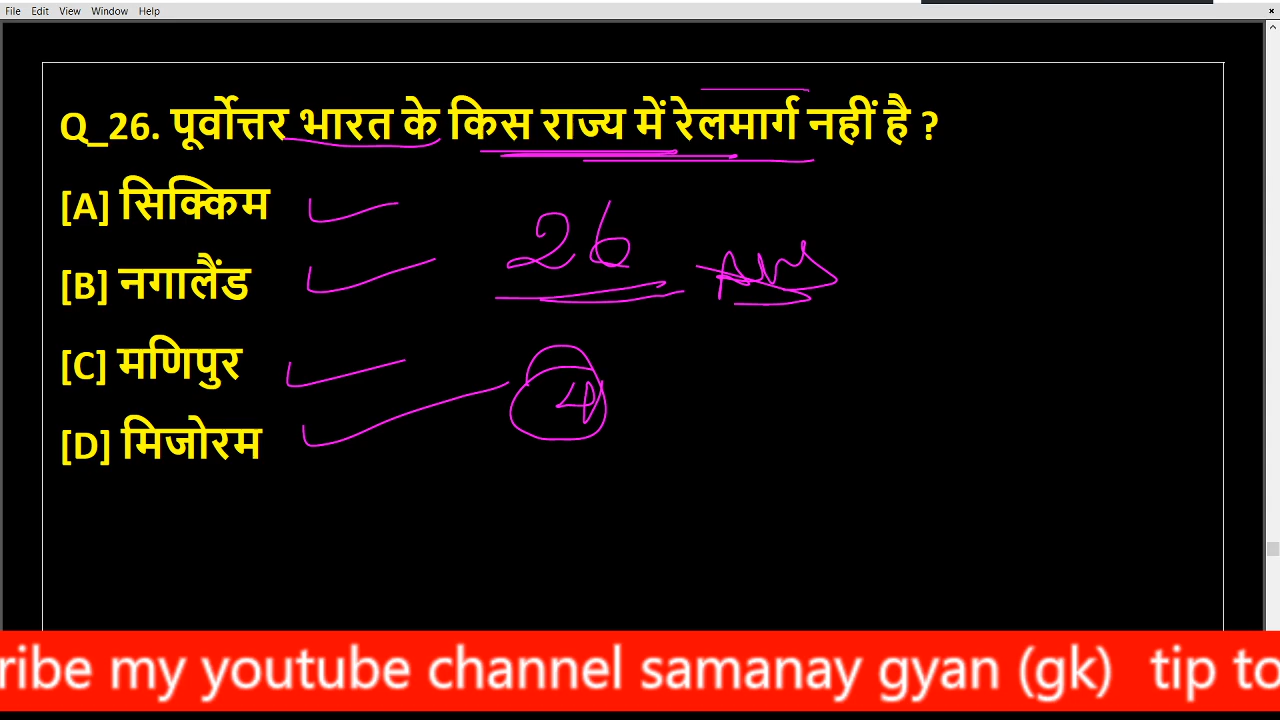 File Edit View Window Help
Q_26. पूर्वोत्तर भारत के किस राज्य में रेलमार्ग नहीं है ?
[A] सिक्किम
[B] नगालैंड
26 Ans
[C] मणिपुर
4
[D] मिजोरम
ribe my youtube channel samanay gyan (gk) tip to